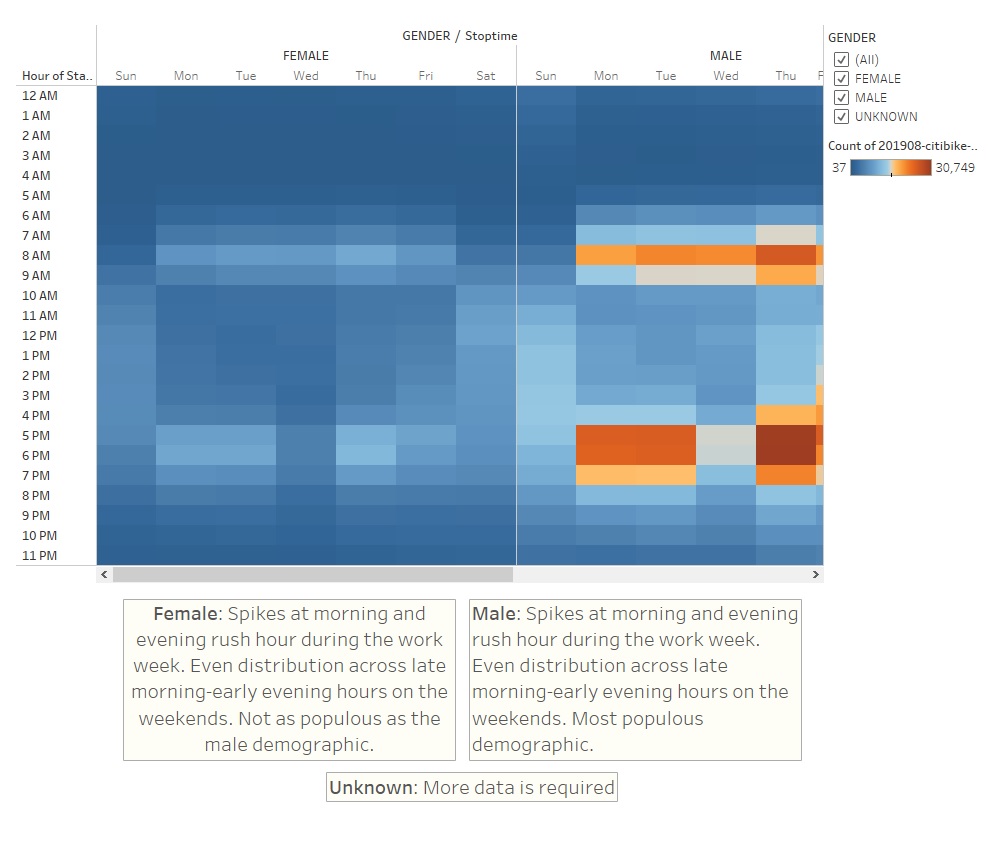 GENDER / Stoptime
FEMALE MALE
Hour of Sta.. Sun Mon Tue Wed Thu Fri Sat Sun Mon Tue Wed Thu F
12 AM
1 AM
2 AM
3 AM
4 AM
5 AM
6 AM
7 AM
8 AM
9 AM
10 AM
11 AM
12 PM
1 PM
2 PM
3 PM
4 PM
5 PM
6 PM
7 PM
8 PM
9 PM
10 PM
11 PM
GENDER
(All)
FEMALE
MALE
UNKNOWN
Count of 201908-citibike-..
37 30,749
Female: Spikes at morning and
evening rush hour during the work
week. Even distribution across late
morning-early evening hours on the
weekends. Not as populous as the
male demographic.
Male: Spikes at morning and evening
rush hour during the work week.
Even distribution across late
morning-early evening hours on the
weekends. Most populous
demographic.
Unknown: More data is required